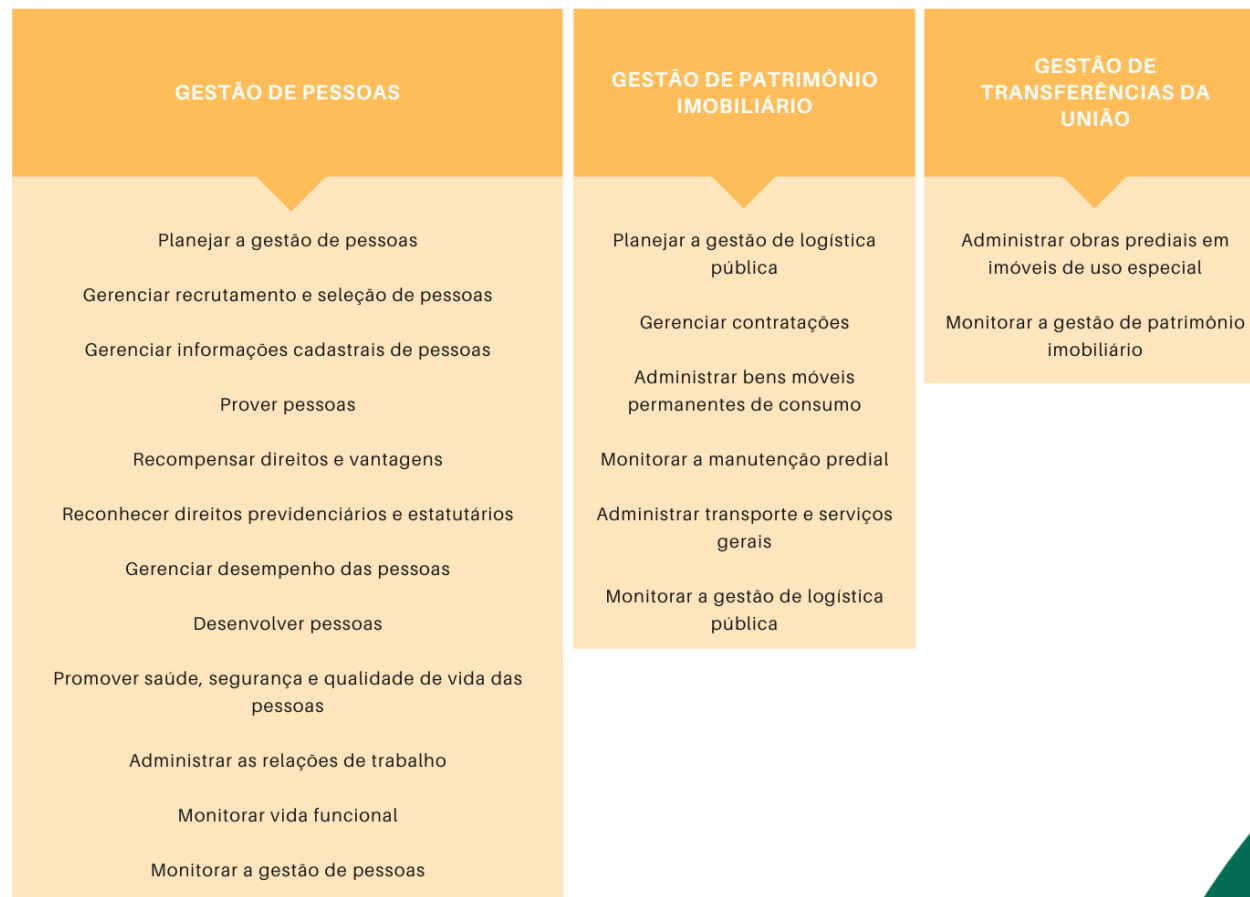 GESTÃO DE PESSOAS
Planejar a gestão de pessoas
Gerenciar recrutamento e seleção de pessoas
Gerenciar informações cadastrais de pessoas
Prover pessoas
Recompensar direitos e vantagens
Reconhecer direitos previdenciários e estatutários
Gerenciar desempenho das pessoas
Desenvolver pessoas
Promover saúde, segurança e qualidade de vida das
pessoas
Administrar as relações de trabalho
Monitorar vida funcional
Monitorar a gestão de pessoas
GESTÃO DE PATRIMÔNIO
IMOBILIÁRIO
Planejar a gestão de logística
pública
Gerenciar contratações
Administrar bens móveis
permanentes de consumo
Monitorar a manutenção predial
Administrar transporte e serviços
gerais
Monitorar a gestão de logística
pública
GESTÃO DE
TRANSFERÊNCIAS DA
UNIÃO
Administrar obras prediais em
imóveis de uso especial
Monitorar a gestão de patrimônio
imobiliário